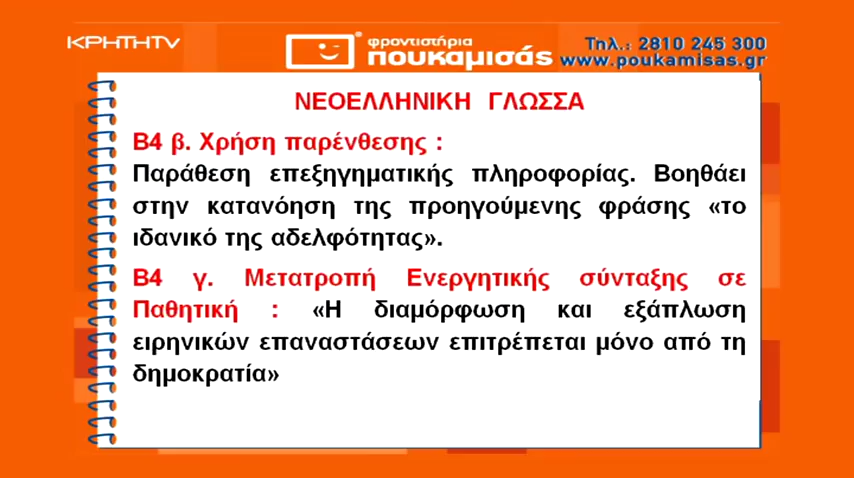 ΚΡΗΤΗTV
φροντιστήρια
πουκαμισάς
Τηλ.: 2810 245 300
www.poukamisas.gr
ΝΕΟΕΛΛΗΝΙΚΗ ΓΛΩΣΣΑ
Β4 β. Χρήση παρένθεσης :
Παράθεση επεξηγηματικής πληροφορίας. Βοηθάει
στην κατανόηση της προηγούμενης φράσης «το
ιδανικό της αδελφότητας».
Β4 γ. Μετατροπή Ενεργητικής σύνταξης σε
Παθητική : «Η διαμόρφωση και εξάπλωση
ειρηνικών επαναστάσεων επιτρέπεται μόνο από τη
δημοκρατία»